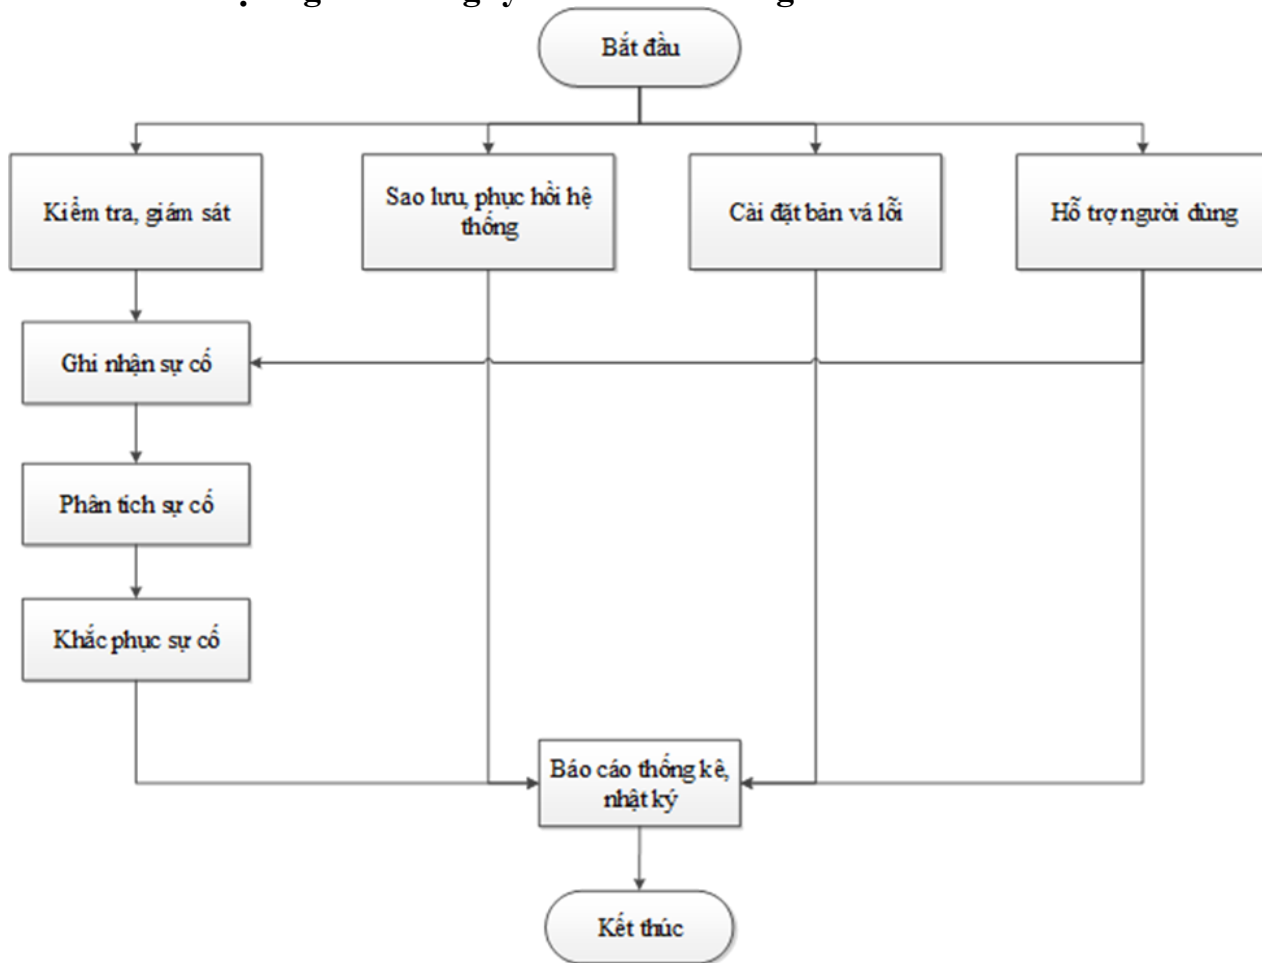 Bắt đầu
Kiểm tra, giám sát
Sao lưu, phục hồi hệ
thống
Cài đặt bản vá lỗi
Hỗ trợ người dùng
Ghi nhận sự cố
Phân tích sự cố
Khắc phục sự cố
Báo cáo thống kê,
nhật ký
Kết thúc